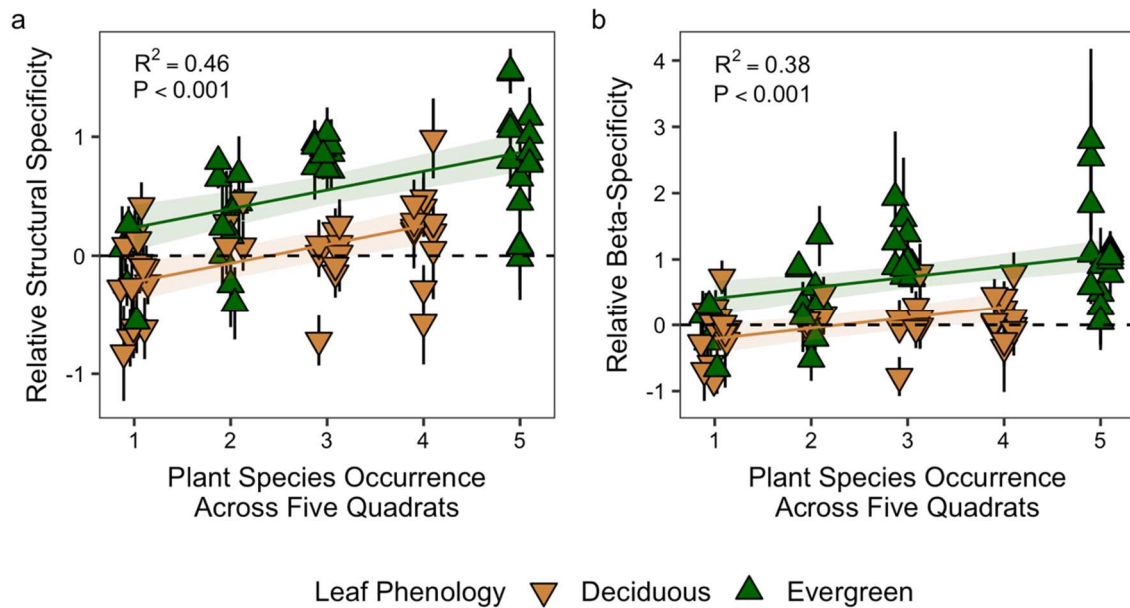 a
R² = 0.46
P < 0.001
Relative Structural Specificity
1
0
-1
1 2 3 4 5
Plant Species Occurrence
Across Five Quadrats
b
R² = 0.38
P < 0.001
Relative Beta-Specificity
4
3
2
1
0
-1
1 2 3 4 5
Plant Species Occurrence
Across Five Quadrats
Leaf Phenology Deciduous Evergreen